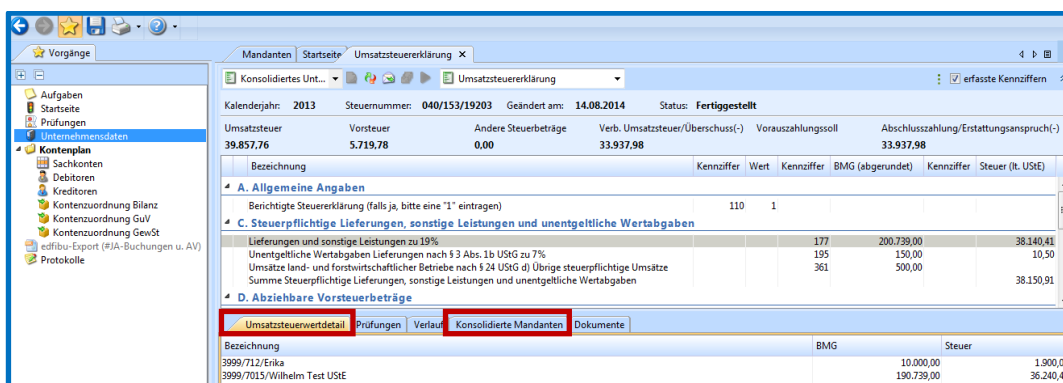 Vorgänge
Mandanten Startseite Umsatzsteuererklärung
Konsolidiertes Unt... Umsatzsteuererklärung erfasste Kennziffern
Aufgaben
Startseite
Prüfungen
Unternehmensdaten
Kontenplan
Sachkonten
Debitoren
Kreditoren
Kontenzuordnung Bilanz
Kontenzuordnung GuV
Kontenzuordnung GewSt
edfibu-Export (#JA-Buchungen u. AV)
Protokolle
Kalenderjahr: 2013 Steuernummer: 040/153/19203 Geändert am: 14.08.2014 Status: Fertiggestellt
Umsatzsteuer Vorsteuer Andere Steuerbeträge Verb. Umsatzsteuer/Überschuss(-) Vorauszahlungssoll Abschlusszahlung/Erstattungsanspruch(-)
39.857,76 5.719,78 0,00 33.937,98 33.937,98
Bezeichnung Kennziffer Wert Kennziffer BMG (abgerundet) Kennziffer Steuer (lt. UStE)
A. Allgemeine Angaben
Berichtigte Steuererklärung (falls ja, bitte eine "1" eintragen) 110 1
C. Steuerpflichtige Lieferungen, sonstige Leistungen und unentgeltliche Wertabgaben
Lieferungen und sonstige Leistungen zu 19% 177 200.739,00 38.140,41
Unentgeltliche Wertabgaben Lieferungen nach § 3 Abs. 1b UStG zu 7% 195 150,00 10,50
Umsätze land- und forstwirtschaftlicher Betriebe nach § 24 UStG d) Übrige steuerpflichtige Umsätze 361 500,00
Summe Steuerpflichtige Lieferungen, sonstige Leistungen und unentgeltliche Wertabgaben 38.150,91
D. Abziehbare Vorsteuerbeträge
Umsatzsteuerwertdetail Prüfungen Verlauf Konsolidierte Mandanten Dokumente
Bezeichnung BMG Steuer
3999/712/Erika 10.000,00 1.900,0
3999/7015/Wilhelm Test UStE 190.739,00 36.240,4